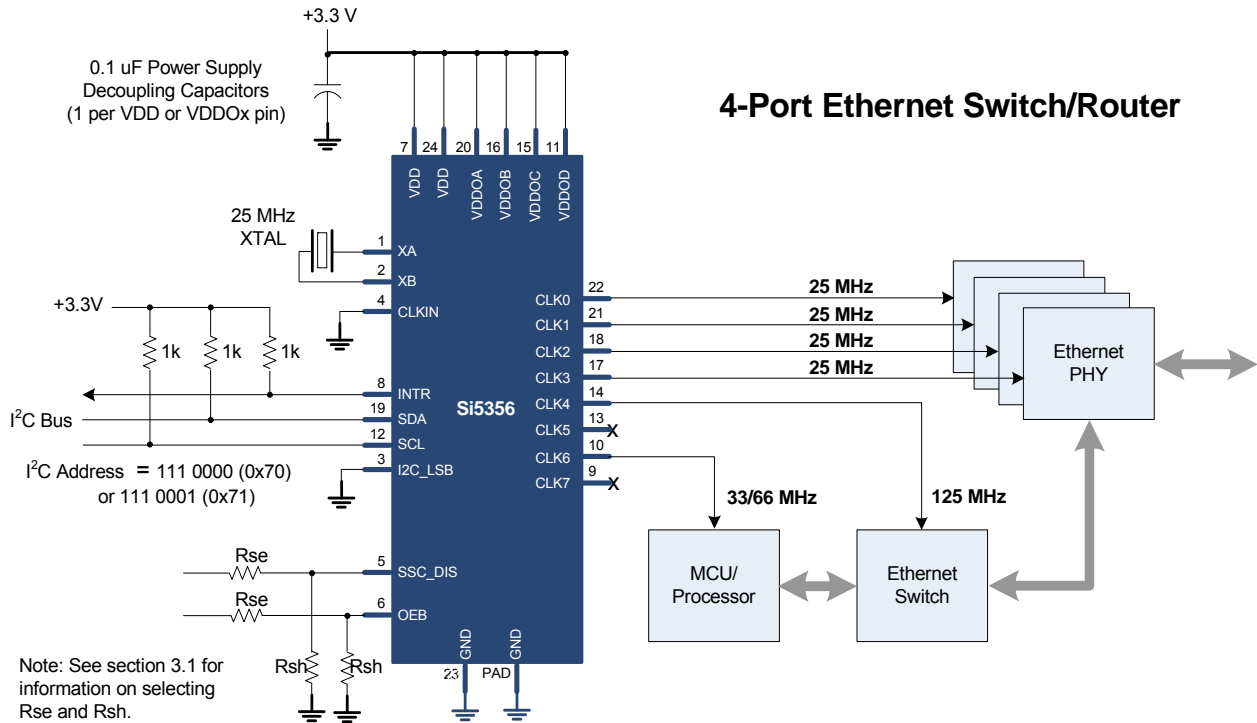 +3.3 V
0.1 uF Power Supply
Decoupling Capacitors
(1 per VDD or VDDOx pin)
4-Port Ethernet Switch/Router
7
24
20
16
15
11
VDD
VDD
VDDOA
VDDOB
VDDOC
VDDOD
25 MHz
XTAL
1
XA
2
XB
4
CLKIN
+3.3V
1k
1k
1k
8
INTR
I²C Bus
19
SDA
12
SCL
3
I2C_LSB
I²C Address = 111 0000 (0x70)
or 111 0001 (0x71)
Si5356
22
CLK0
25 MHz
21
CLK1
25 MHz
18
CLK2
25 MHz
17
CLK3
25 MHz
14
CLK4
13
CLK5
X
10
CLK6
9
CLK7
X
Ethernet
PHY
33/66 MHz
125 MHz
MCU/
Processor
Ethernet
Switch
Rse
5
SSC_DIS
Rse
6
OEB
Rsh
Rsh
GND
GND
23
PAD
Note: See section 3.1 for
information on selecting
Rse and Rsh.